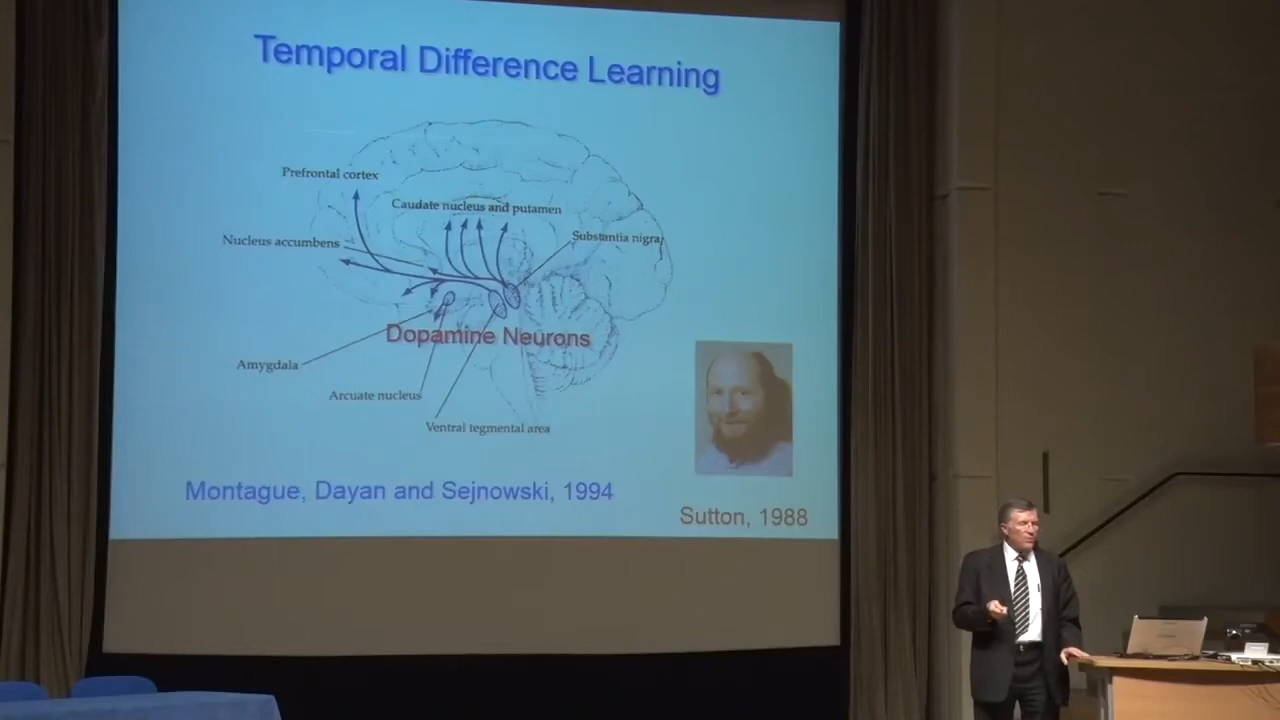 Temporal Difference Learning
Prefrontal cortex
Caudate nucleus and putamen
Nucleus accumbens
Substantia nigra
Dopamine Neurons
Amygdala
Arcuate nucleus
Ventral tegmental area
Montague, Dayan and Sejnowski, 1994
Sutton, 1988